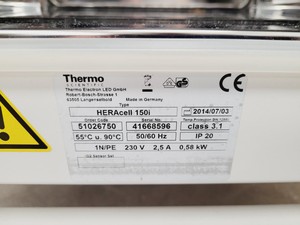 Thermo
SCIENTIFIC
Thermo Electron LED GmbH
Robert-Bosch-Strasse 1
63505 Langenselbold Made in Germany
Type
HERAcell 150i
2014/07/03
Order Code Serial No.
51026750 41668596 class 3.1
55°C u. 90°C 50/60 Hz IP 20
1N/PE 230 V 2,5 A 0,58 kW